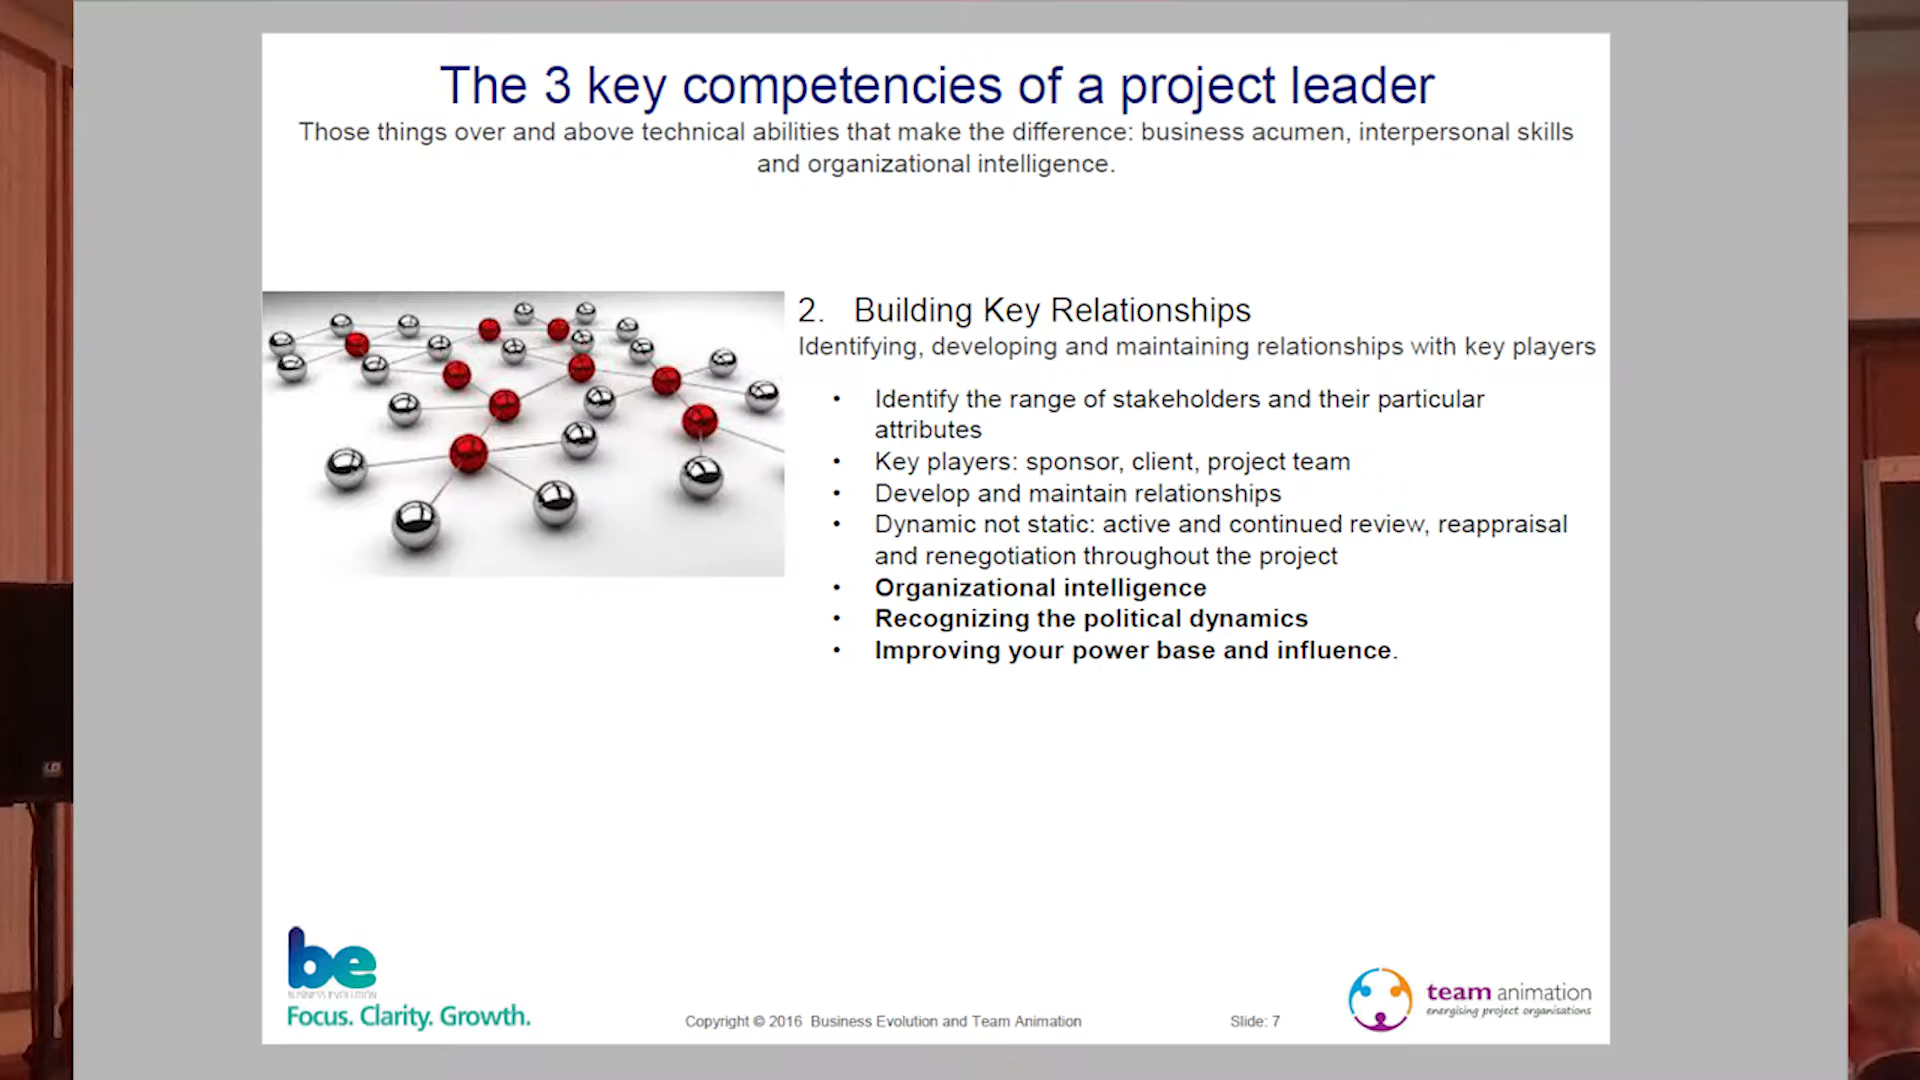 The 3 key competencies of a project leader
Those things over and above technical abilities that make the difference: business acumen, interpersonal skills
and organizational intelligence.
2. Building Key Relationships
Identifying, developing and maintaining relationships with key players
• Identify the range of stakeholders and their particular
attributes
• Key players: sponsor, client, project team
• Develop and maintain relationships
• Dynamic not static: active and continued review, reappraisal
and renegotiation throughout the project
• Organizational intelligence
• Recognizing the political dynamics
• Improving your power base and influence.
be
BUSINESS EVOLUTION
Focus. Clarity. Growth.
Copyright © 2016 Business Evolution and Team Animation
Slide: 7
team animation
energising project organisations